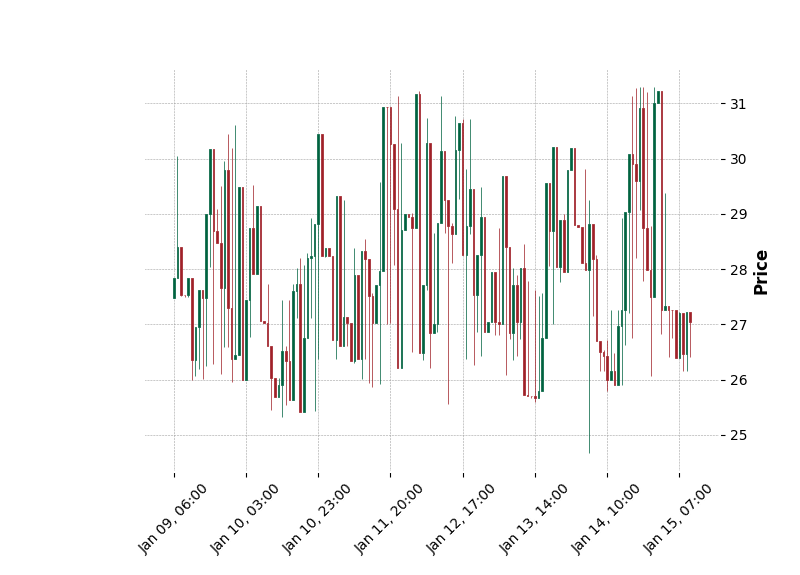 31
30
29
28
27
26
25
Price
Jan 09, 06:00
Jan 10, 03:00
Jan 10, 23:00
Jan 11, 20:00
Jan 12, 17:00
Jan 13, 14:00
Jan 14, 10:00
Jan 15, 07:00